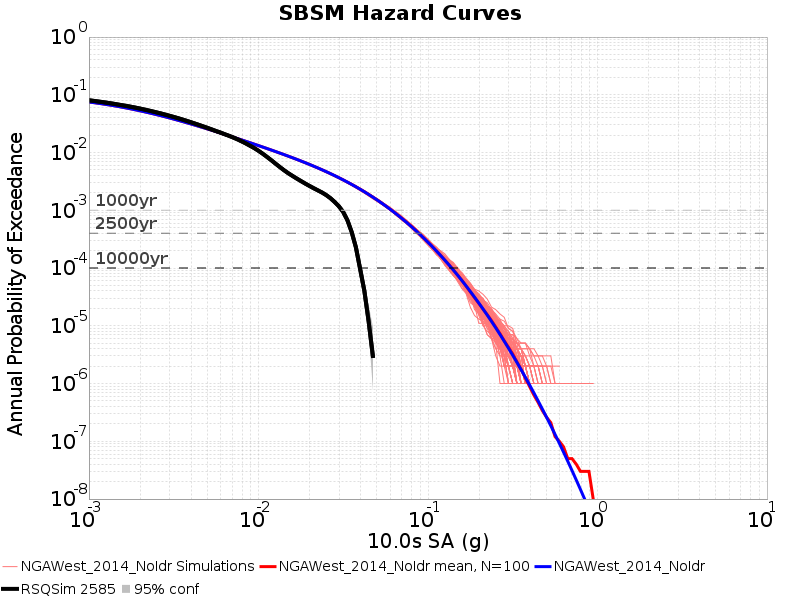 SBSM Hazard Curves
Annual Probability of Exceedance
10^0
10^-1
10^-2
10^-3
10^-4
10^-5
10^-6
10^-7
10^-8
1000yr
2500yr
10000yr
10^-3 10^-2 10^-1 10^0 10^1
10.0s SA (g)
NGAWest_2014_NoIdr Simulations NGAWest_2014_NoIdr mean, N=100 NGAWest_2014_NoIdr
RSQSim 2585 95% conf